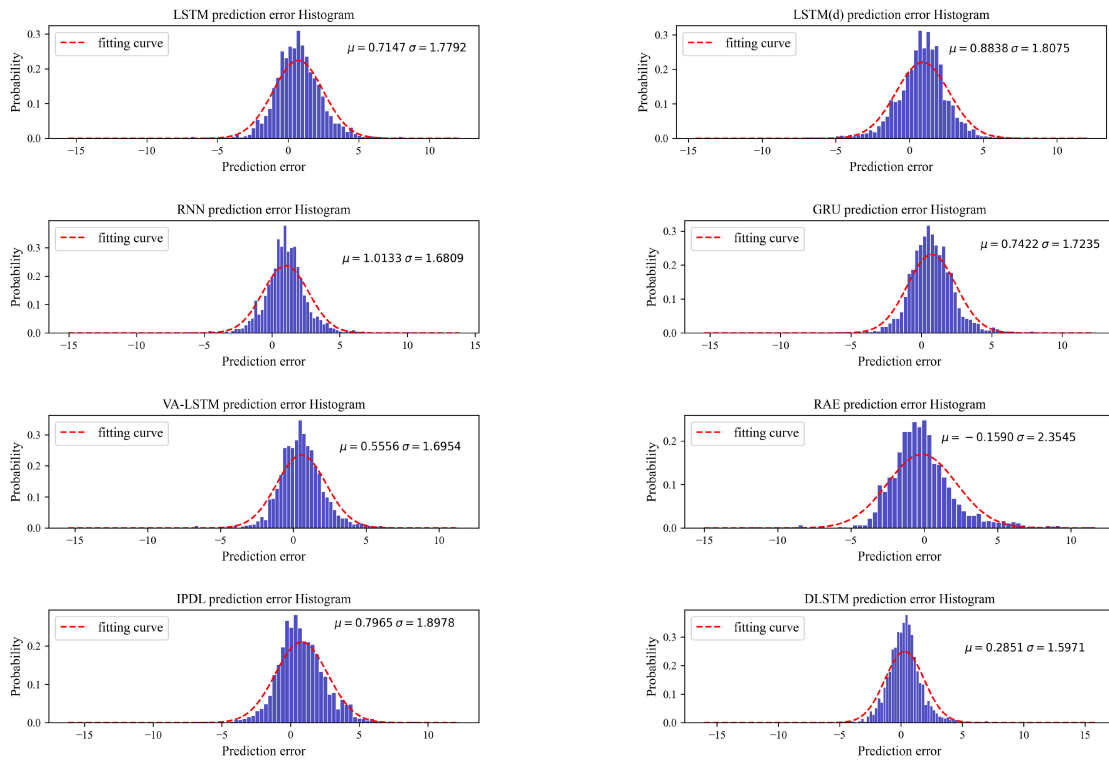 LSTM prediction error Histogram
0.3
0.2
0.1
0.0
Probability
fitting curve
μ = 0.7147 σ = 1.7792
−15 −10 −5 0 5 10
Prediction error
LSTM(d) prediction error Histogram
0.3
0.2
0.1
0.0
Probability
fitting curve
μ = 0.8838 σ = 1.8075
−15 −10 −5 0 5 10
Prediction error
RNN prediction error Histogram
0.3
0.2
0.1
0.0
Probability
fitting curve
μ = 1.0133 σ = 1.6809
−15 −10 −5 0 5 10 15
Prediction error
GRU prediction error Histogram
0.3
0.2
0.1
0.0
Probability
fitting curve
μ = 0.7422 σ = 1.7235
−15 −10 −5 0 5 10
Prediction error
VA-LSTM prediction error Histogram
0.3
0.2
0.1
0.0
Probability
fitting curve
μ = 0.5556 σ = 1.6954
−15 −10 −5 0 5 10
Prediction error
RAE prediction error Histogram
0.2
0.1
0.0
Probability
fitting curve
μ = −0.1590 σ = 2.3545
−15 −10 −5 0 5 10
Prediction error
IPDL prediction error Histogram
0.2
0.1
0.0
Probability
fitting curve
μ = 0.7965 σ = 1.8978
−15 −10 −5 0 5 10
Prediction error
DLSTM prediction error Histogram
0.3
0.2
0.1
0.0
Probability
fitting curve
μ = 0.2851 σ = 1.5971
−15 −10 −5 0 5 10 15
Prediction error